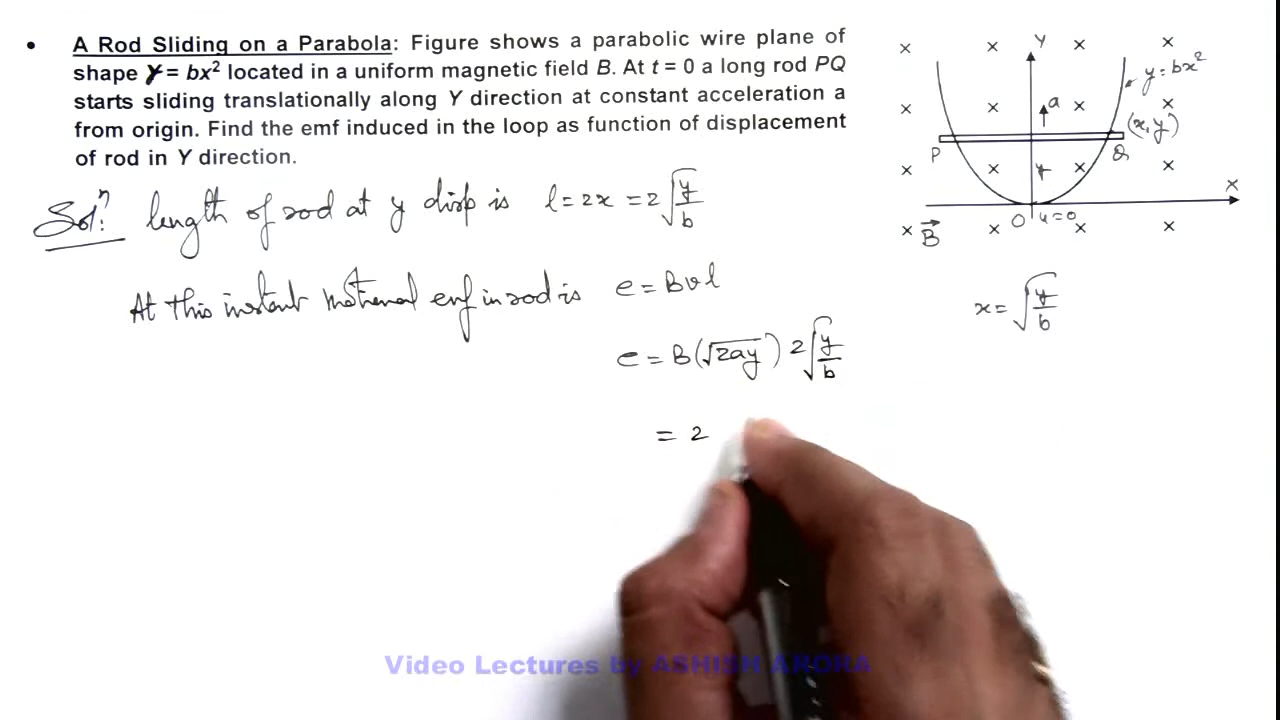 • A Rod Sliding on a Parabola: Figure shows a parabolic wire plane of
shape Y = bx² located in a uniform magnetic field B. At t = 0 a long rod PQ
starts sliding translationally along Y direction at constant acceleration a
from origin. Find the emf induced in the loop as function of displacement
of rod in Y direction.
Solⁿ: length of rod at y disp is l = 2x = 2√(y/b)
At this instant motional emf in rod is e = Bvl
e = B(√2ay) 2√(y/b)
= 2
x x Y x x
y = bx²
x x a x x
(x, y)
P Q
x x y x x
X
x B⃗ x O u=0 x x
x = √(y/b)
Video Lectures by ASHISH ARORA